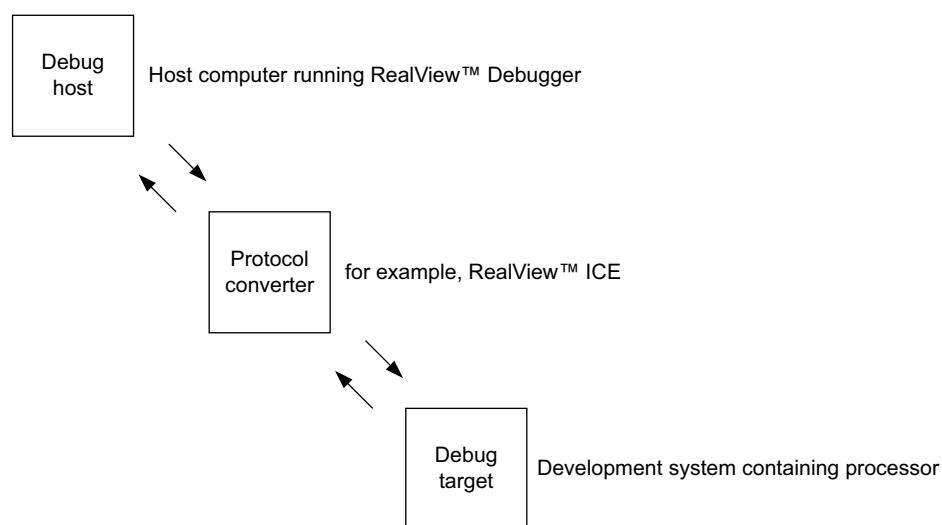 Debug
host
Host computer running RealView™ Debugger
Protocol
converter
for example, RealView™ ICE
Debug
target
Development system containing processor